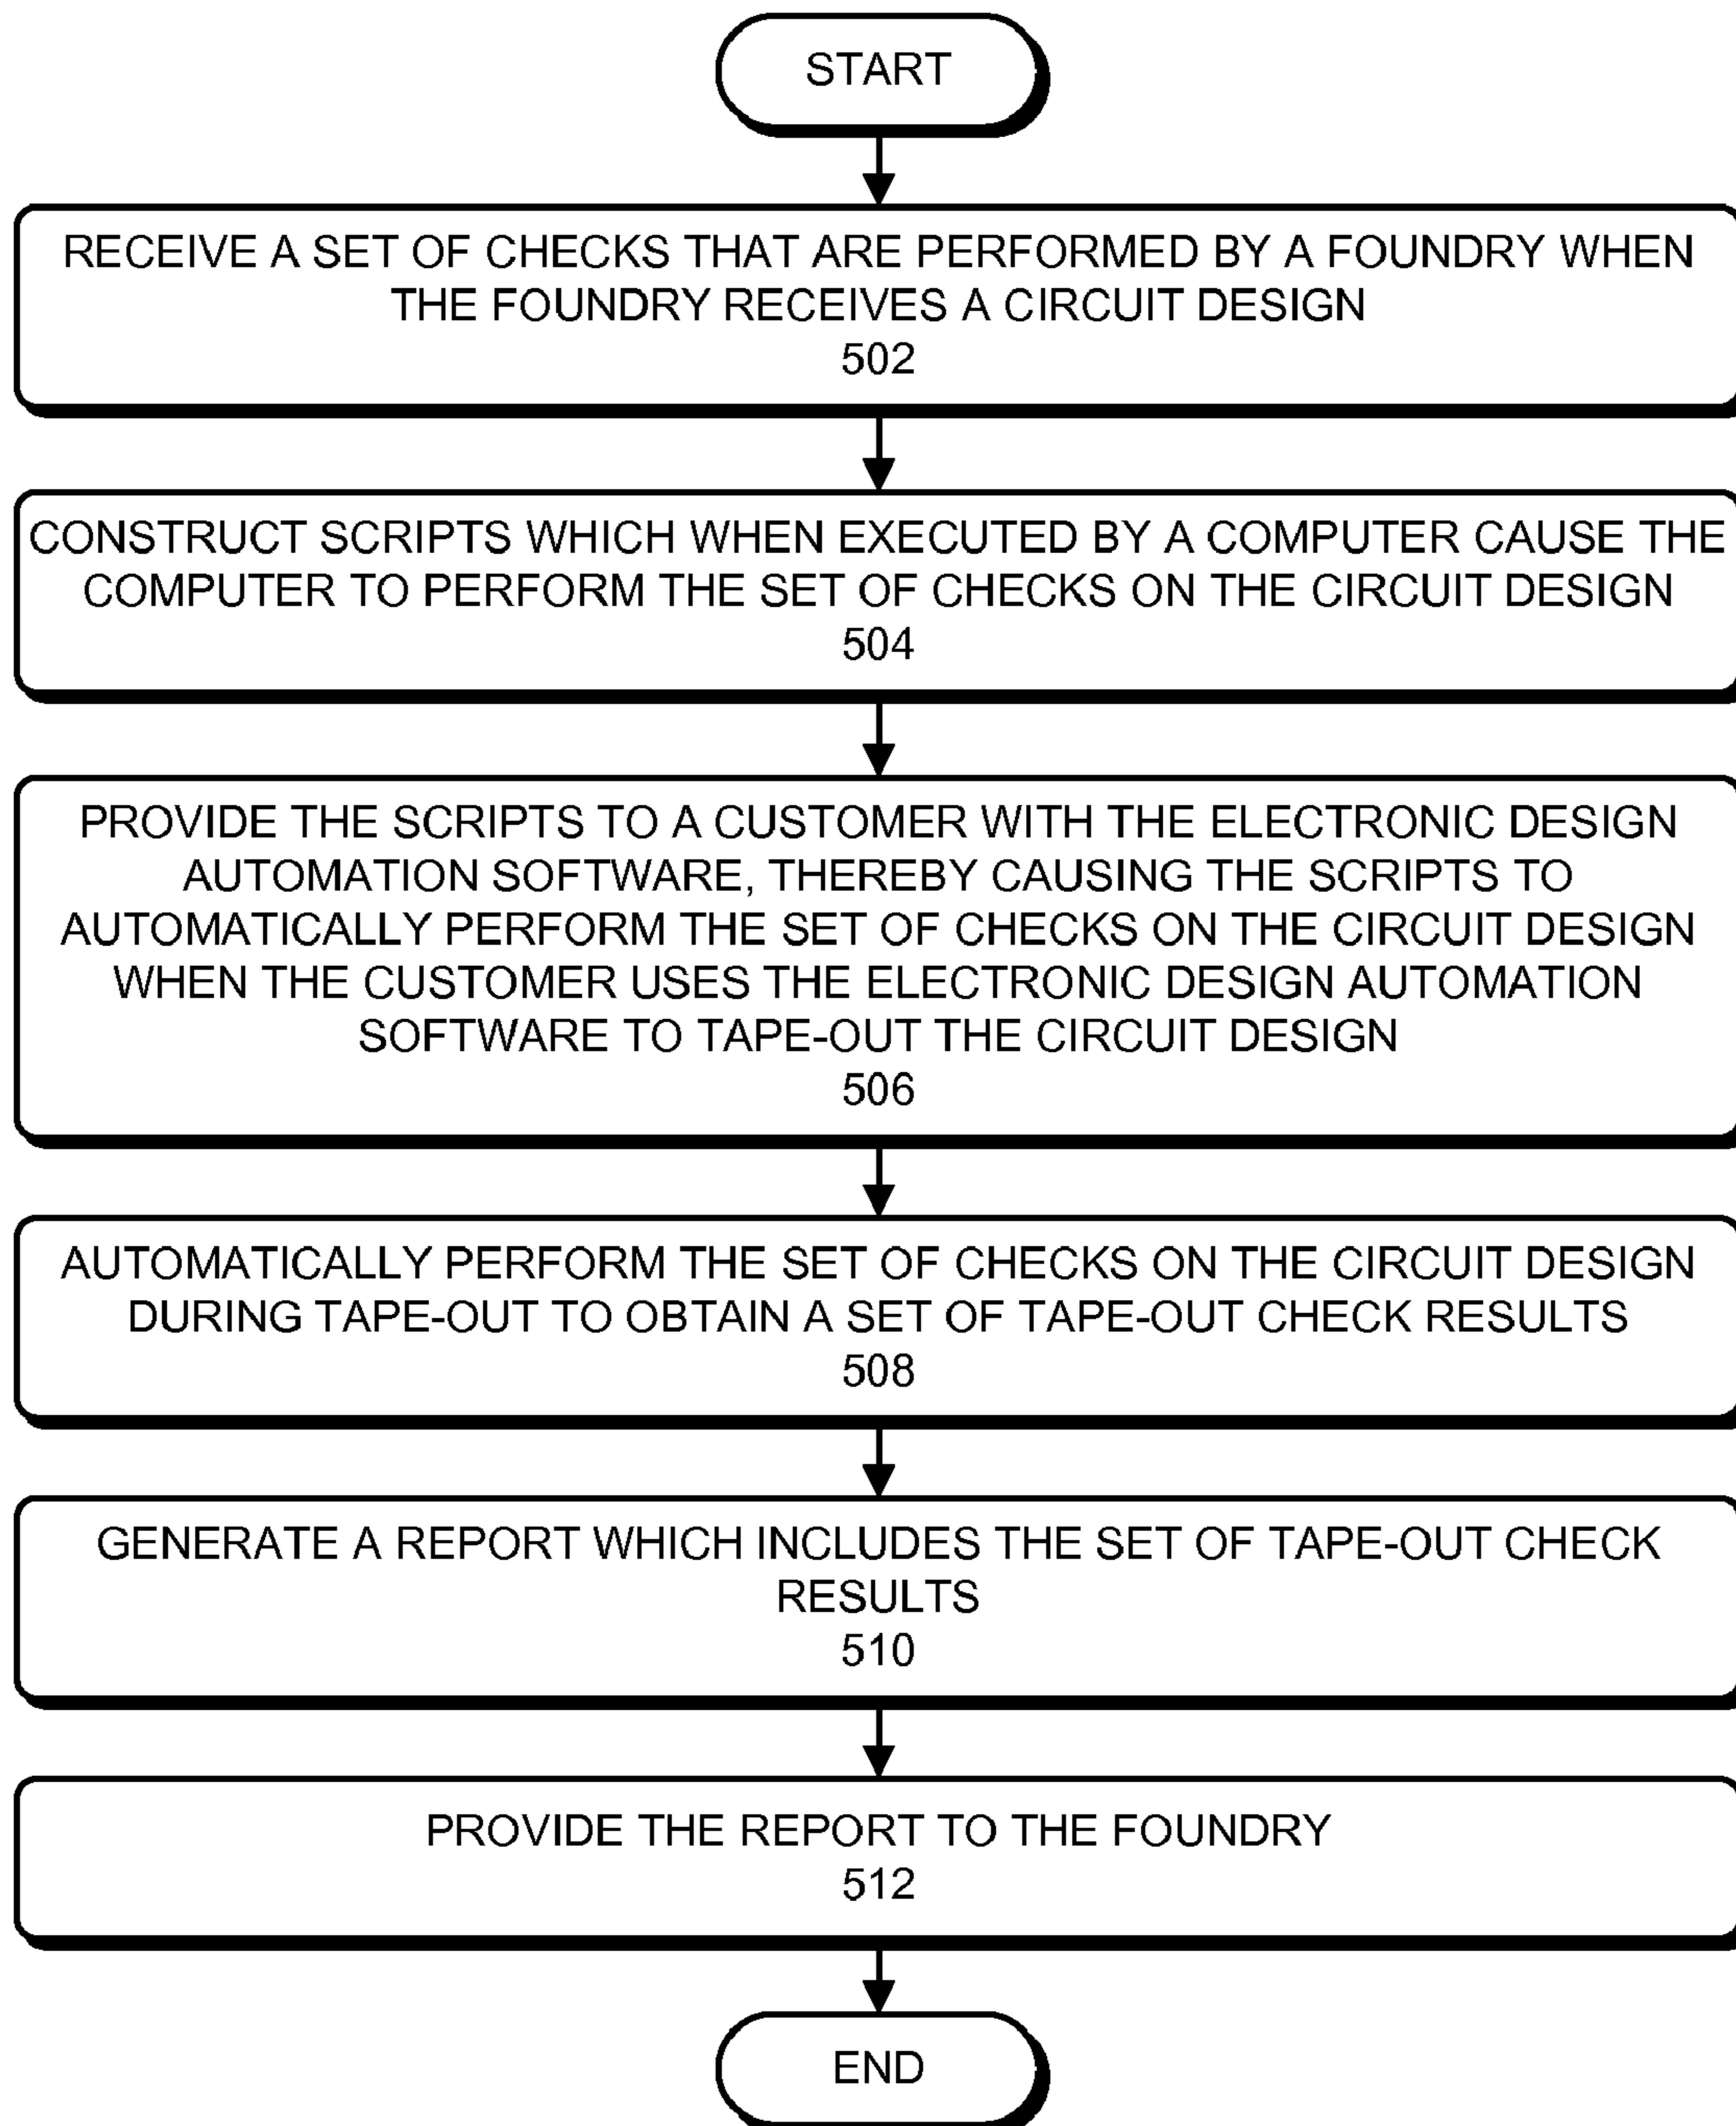 START
RECEIVE A SET OF CHECKS THAT ARE PERFORMED BY A FOUNDRY WHEN
THE FOUNDRY RECEIVES A CIRCUIT DESIGN
502
CONSTRUCT SCRIPTS WHICH WHEN EXECUTED BY A COMPUTER CAUSE THE
COMPUTER TO PERFORM THE SET OF CHECKS ON THE CIRCUIT DESIGN
504
PROVIDE THE SCRIPTS TO A CUSTOMER WITH THE ELECTRONIC DESIGN
AUTOMATION SOFTWARE, THEREBY CAUSING THE SCRIPTS TO
AUTOMATICALLY PERFORM THE SET OF CHECKS ON THE CIRCUIT DESIGN
WHEN THE CUSTOMER USES THE ELECTRONIC DESIGN AUTOMATION
SOFTWARE TO TAPE-OUT THE CIRCUIT DESIGN
506
AUTOMATICALLY PERFORM THE SET OF CHECKS ON THE CIRCUIT DESIGN
DURING TAPE-OUT TO OBTAIN A SET OF TAPE-OUT CHECK RESULTS
508
GENERATE A REPORT WHICH INCLUDES THE SET OF TAPE-OUT CHECK
RESULTS
510
PROVIDE THE REPORT TO THE FOUNDRY
512
END